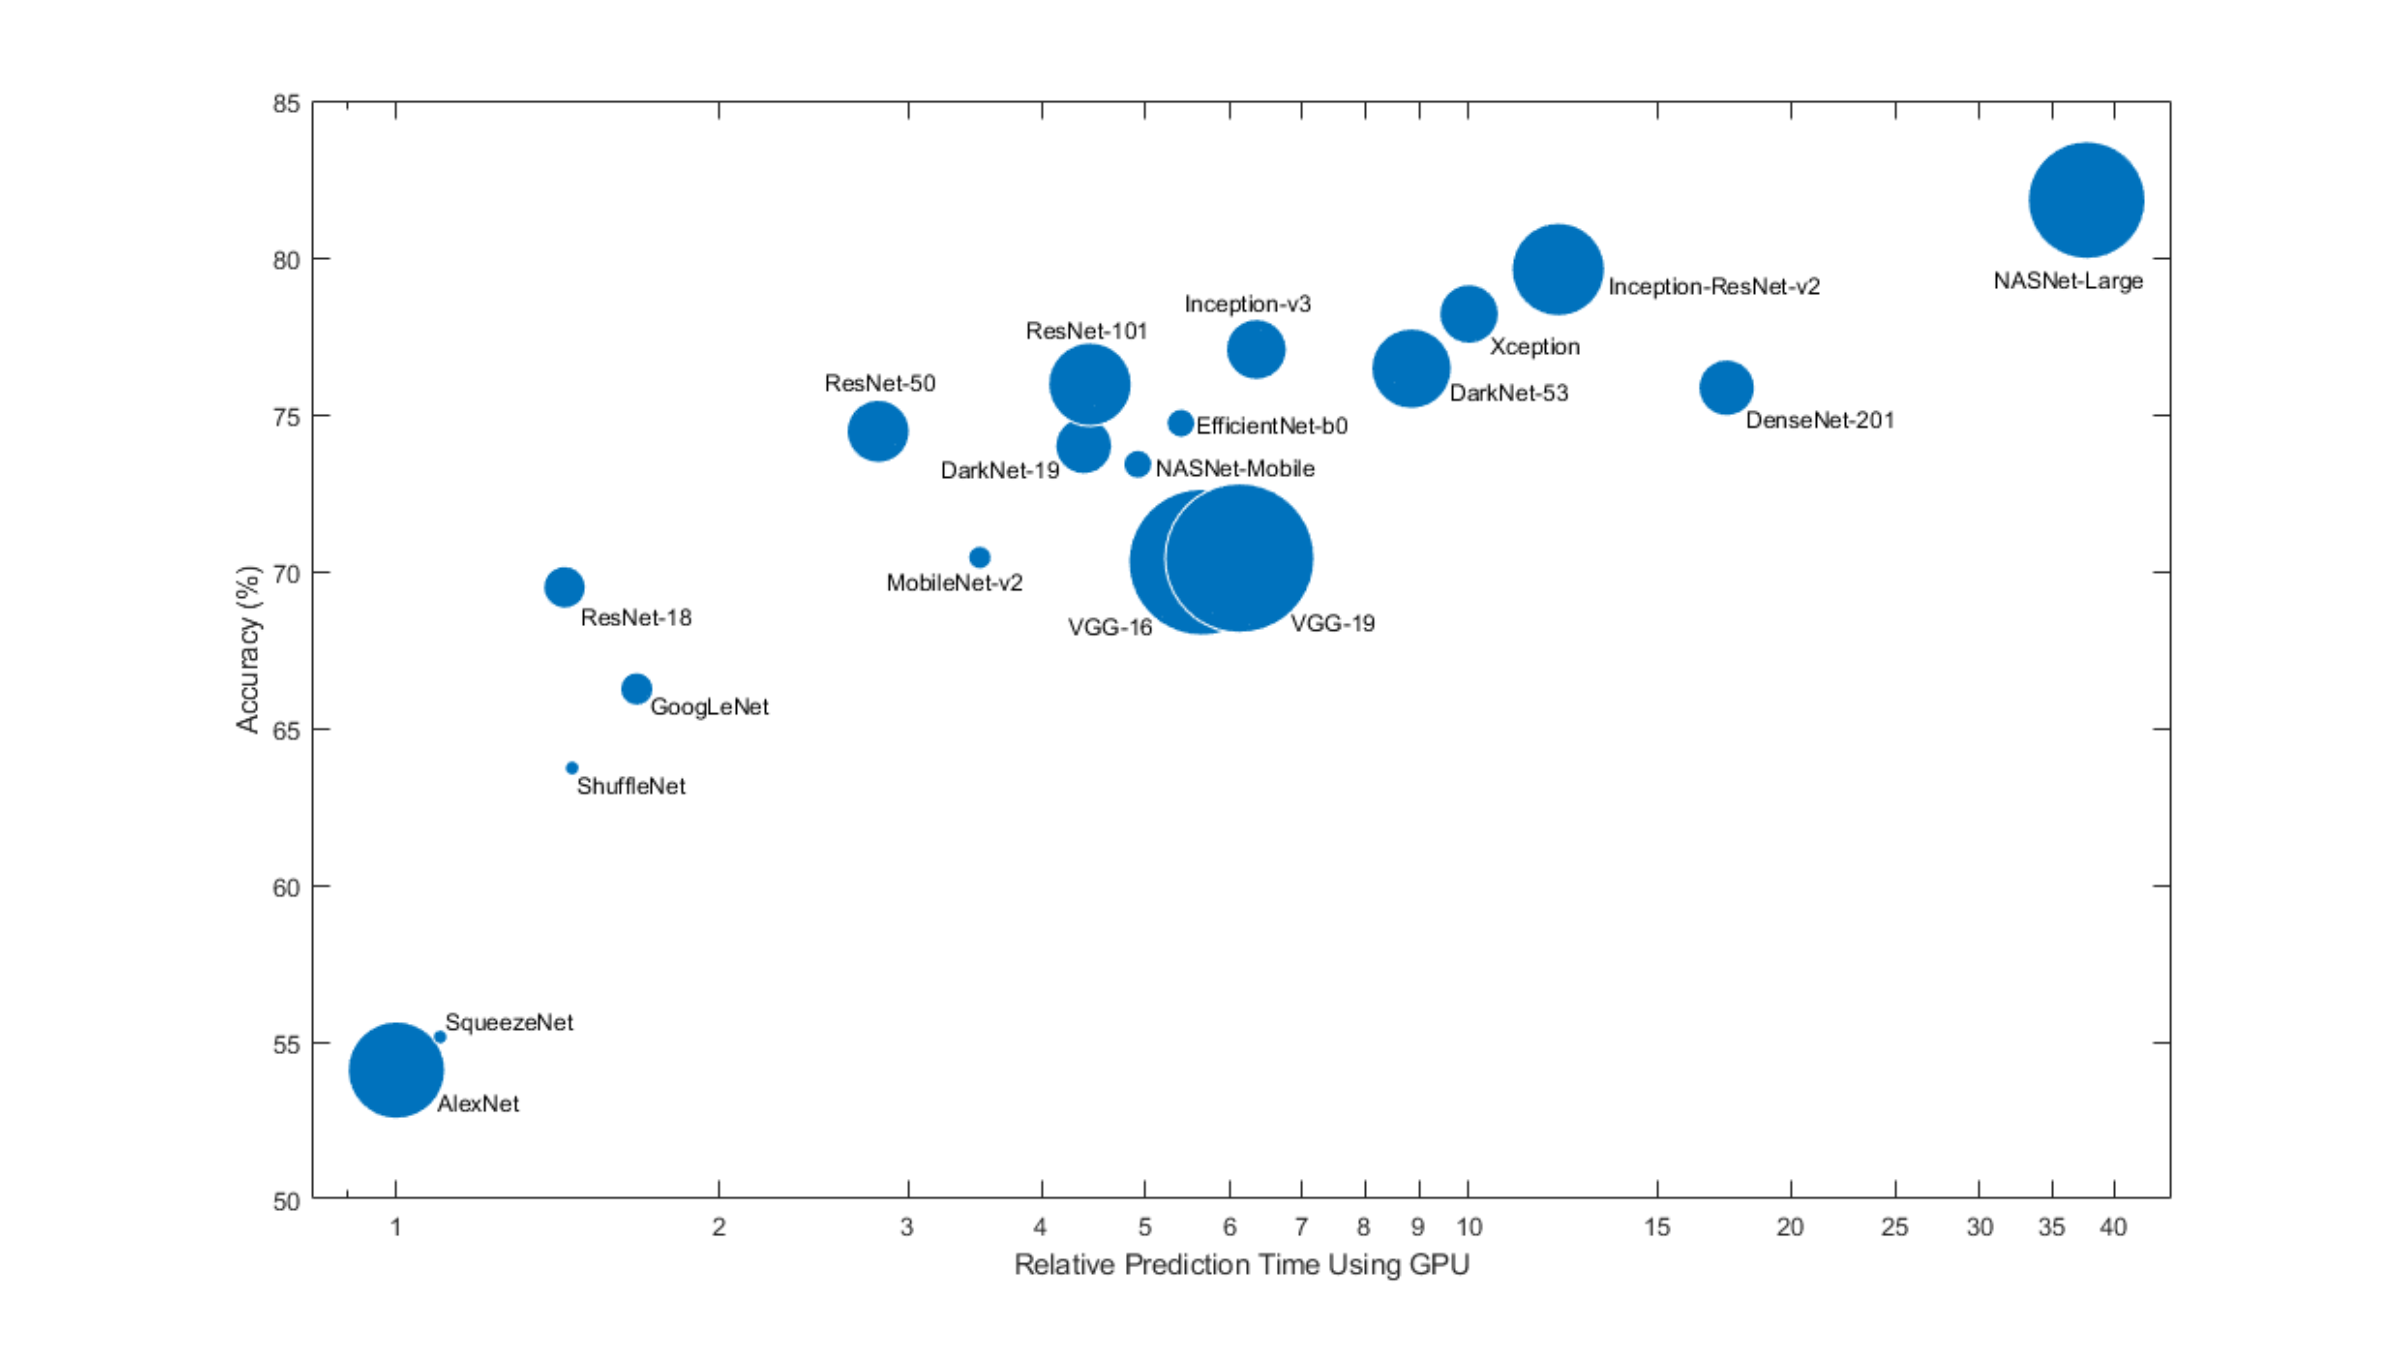 85
80
75
70
65
60
55
50
Accuracy (%)
NASNet-Large
Inception-ResNet-v2
Inception-v3
Xception
ResNet-101
DarkNet-53
ResNet-50
DenseNet-201
EfficientNet-b0
DarkNet-19
NASNet-Mobile
MobileNet-v2
VGG-16
VGG-19
ResNet-18
GoogLeNet
ShuffleNet
SqueezeNet
AlexNet
1 2 3 4 5 6 7 8 9 10 15 20 25 30 35 40
Relative Prediction Time Using GPU